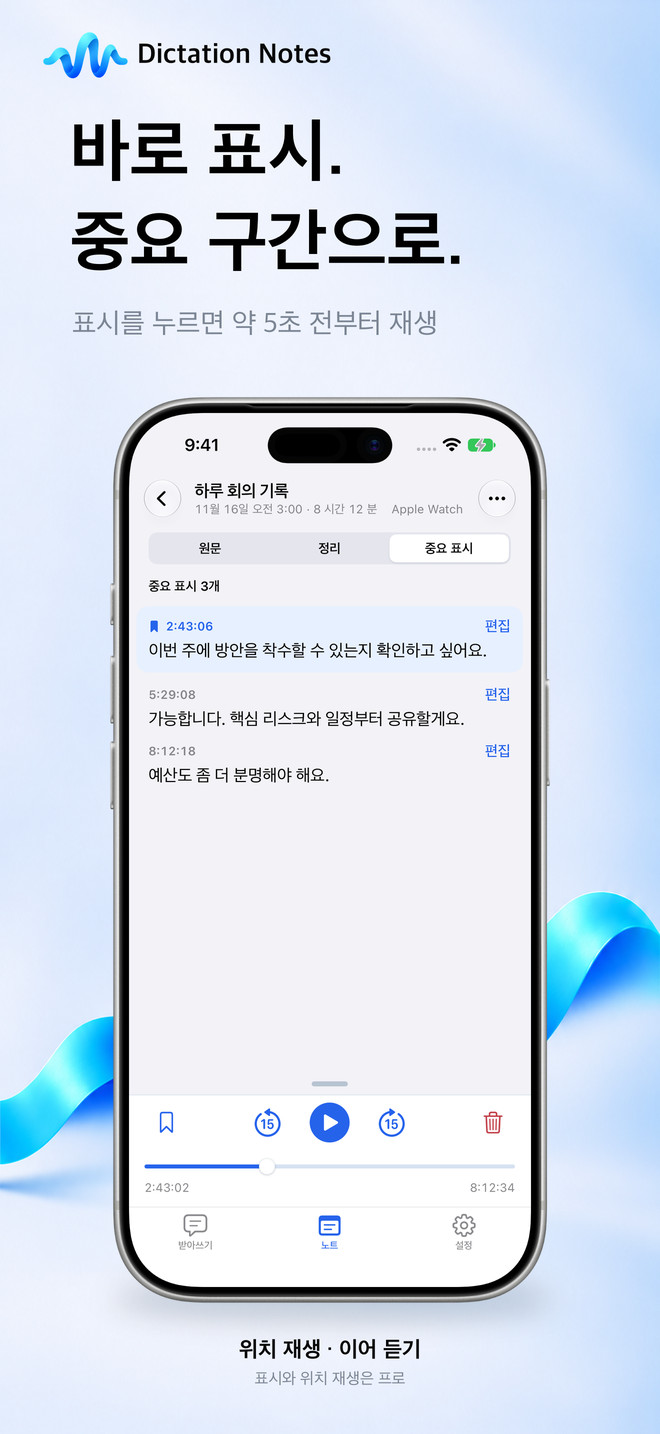 Dictation Notes
바로 표시.
중요 구간으로.
표시를 누르면 약 5초 전부터 재생
9:41
하루 회의 기록
11월 16일 오전 3:00 · 8 시간 12 분 Apple Watch
원문 정리 중요 표시
중요 표시 3개
2:43:06 편집
이번 주에 방안을 착수할 수 있는지 확인하고 싶어요.
5:29:08 편집
가능합니다. 핵심 리스크와 일정부터 공유할게요.
8:12:18 편집
예산도 좀 더 분명해야 해요.
15 15
2:43:02 8:12:34
받아쓰기 노트 설정
위치 재생 · 이어 듣기
표시와 위치 재생은 프로